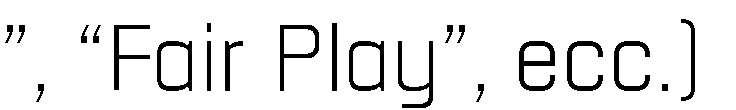 ”, “Fair Play”, ecc.)